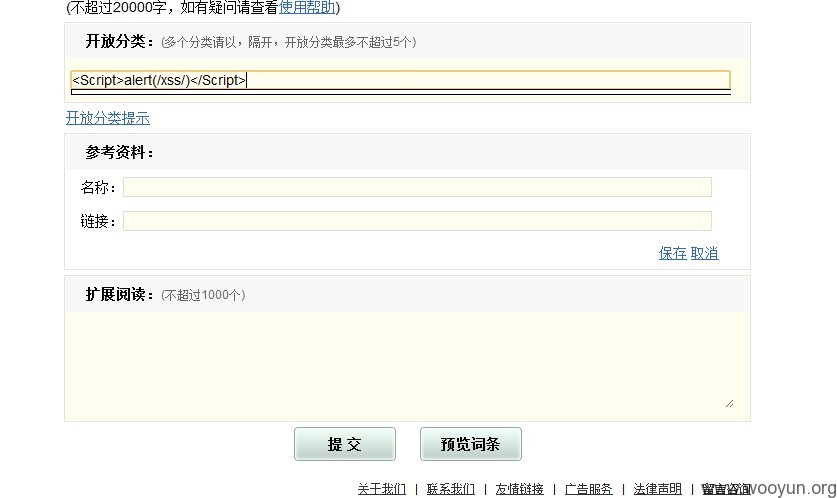 (不超过20000字，如有疑问请查看使用帮助)
开放分类：(多个分类请以，隔开，开放分类最多不超过5个)
<Script>alert(/xss/)</Script>
开放分类提示
参考资料：
名称：
链接：
保存 取消
扩展阅读：(不超过1000个)
提 交 预览词条
关于我们 | 联系我们 | 友情链接 | 广告服务 | 法律声明 | 留言咨询
www.wooyun.org